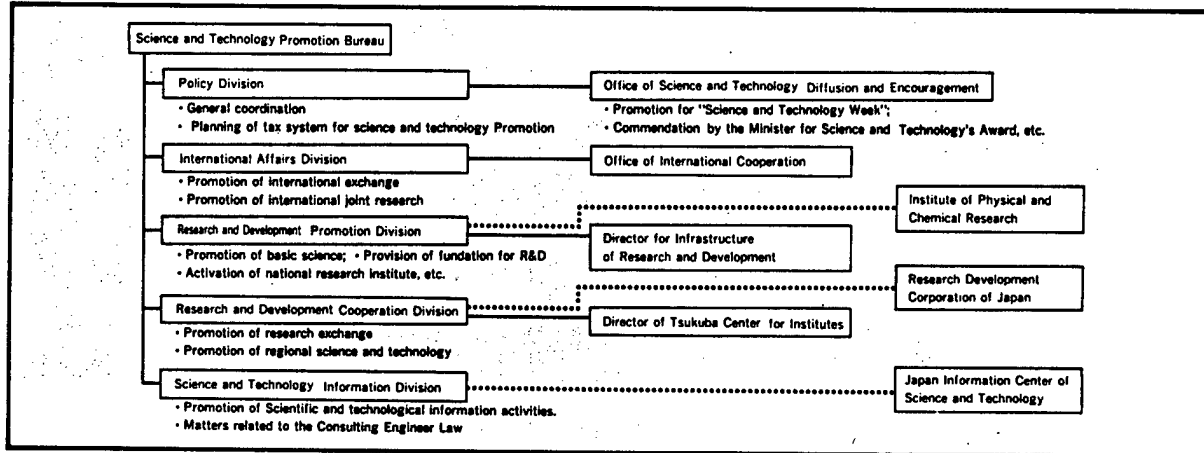 Science and Technology Promotion Bureau
Policy Division
Office of Science and Technology Diffusion and Encouragement
• General coordination
• Planning of tax system for science and technology Promotion
• Promotion for "Science and Technology Week";
• Commendation by the Minister for Science and Technology's Award, etc.
International Affairs Division
Office of International Cooperation
• Promotion of international exchange
• Promotion of international joint research
Institute of Physical and
Chemical Research
Research and Development Promotion Division
Director for Infrastructure
of Research and Development
• Promotion of basic science; • Provision of fundation for R&D
• Activation of national research institute, etc.
Research Development
Corporation of Japan
Research and Development Cooperation Division
Director of Tsukuba Center for Institutes
• Promotion of research exchange
• Promotion of regional science and technology
Science and Technology Information Division
Japan Information Center of
Science and Technology
• Promotion of Scientific and technological information activities.
• Matters related to the Consulting Engineer Law